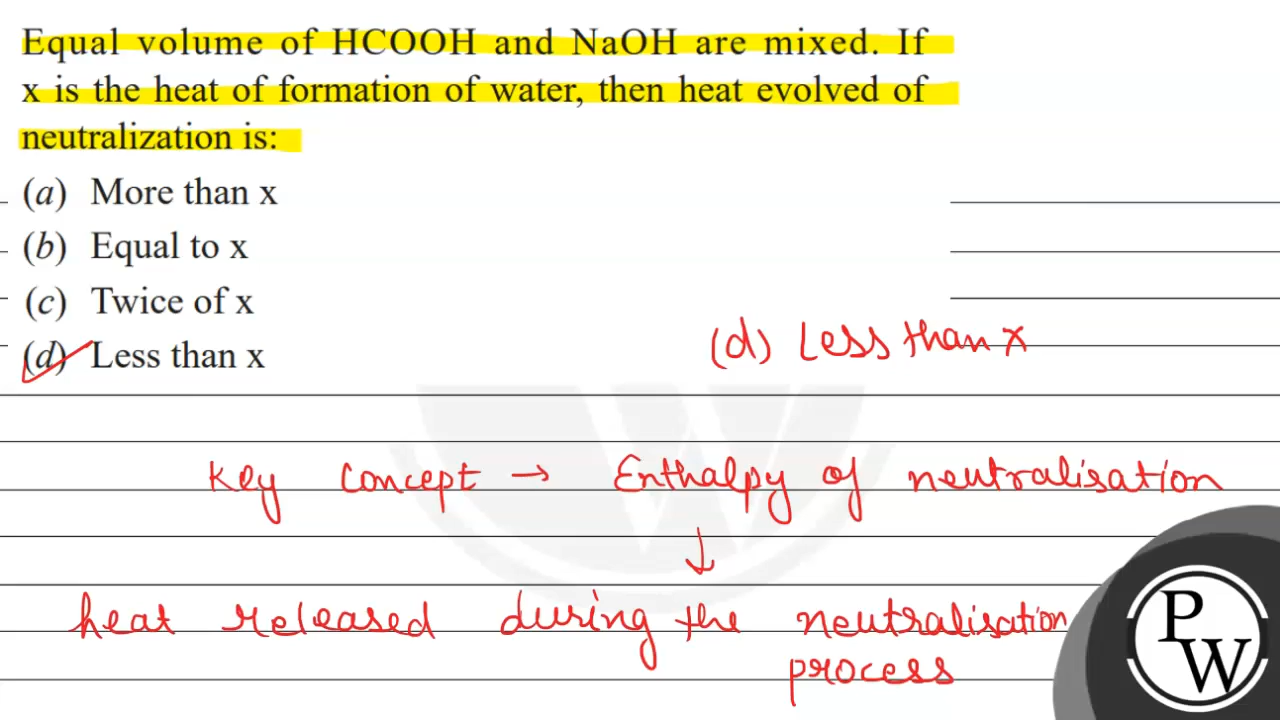 Equal volume of HCOOH and NaOH are mixed. If
x is the heat of formation of water, then heat evolved of
neutralization is:
(a) More than x
(b) Equal to x
(c) Twice of x
(d) Less than x
(d) Less than x
Key concept → Enthalpy of neutralisation
↓
heat released during the neutralisation
process
PW